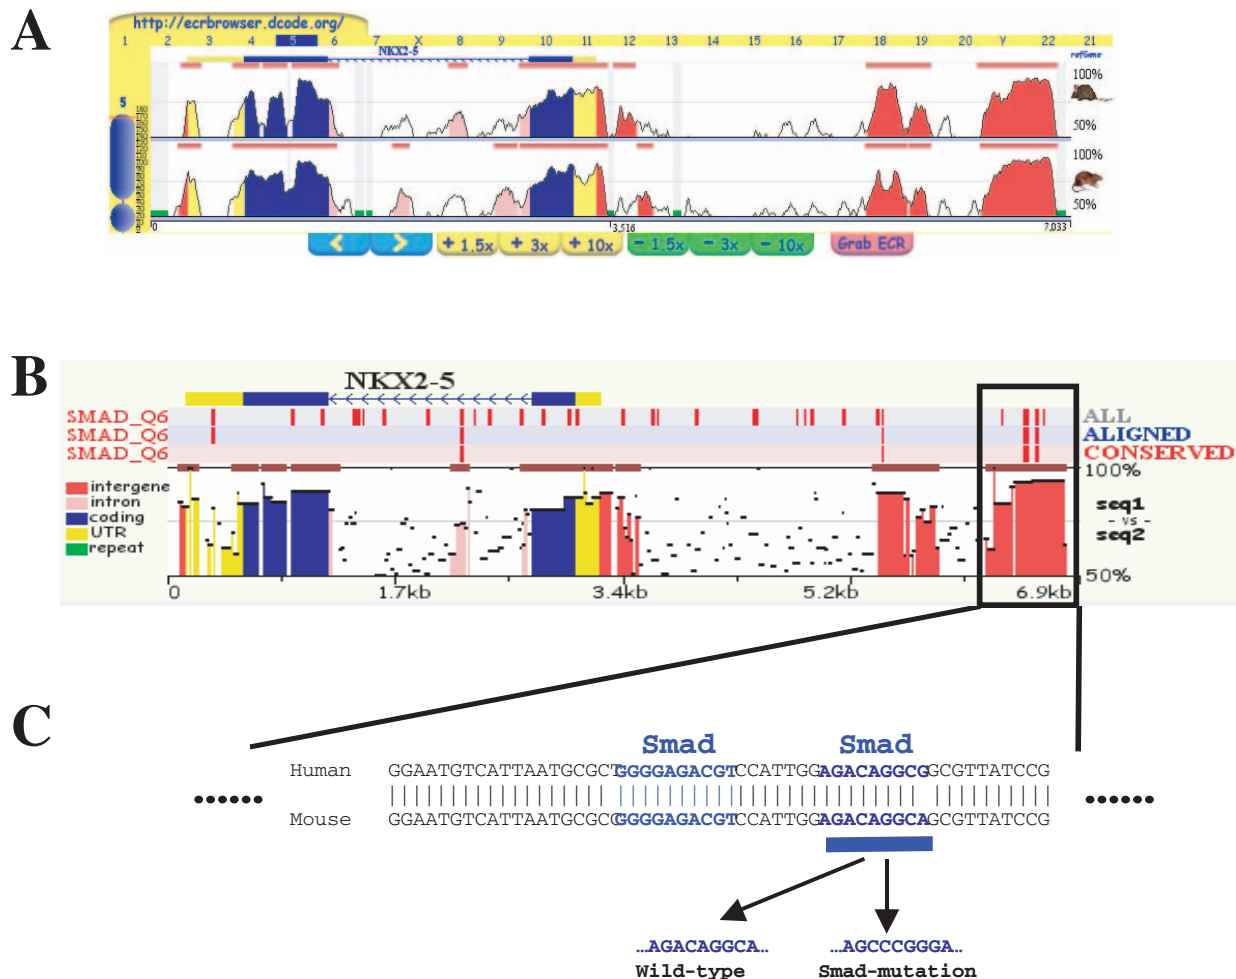 A
http://ecrbrowser.dcode.org/
1 2 3 4 5 6 7 X 8 9 10 11 12 13 14 15 16 17 18 19 20 Y 22 21
NKX2-5
refGene
100%
5
50%
100%
50%
0 3,516 7,033
< > + 1.5x + 3x + 10x - 1.5x - 3x - 10x Grab ECR
B
NKX2-5
SMAD_Q6 ALL
SMAD_Q6 ALIGNED
SMAD_Q6 CONSERVED
100%
intergene
intron
coding
UTR
repeat
seq1
- vs -
seq2
50%
0 1.7kb 3.4kb 5.2kb 6.9kb
C
Smad Smad
Human GGAATGTCATTAATGCGCTGGGGAGACGTCCATTGGAGACAGGCGGCGTTATCCG
Mouse GGAATGTCATTAATGCGCGGGGGAGACGTCCATTGGAGACAGGCAGCGTTATCCG
...AGACAGGCA.. ...AGCCCGGGA..
Wild-type Smad-mutation